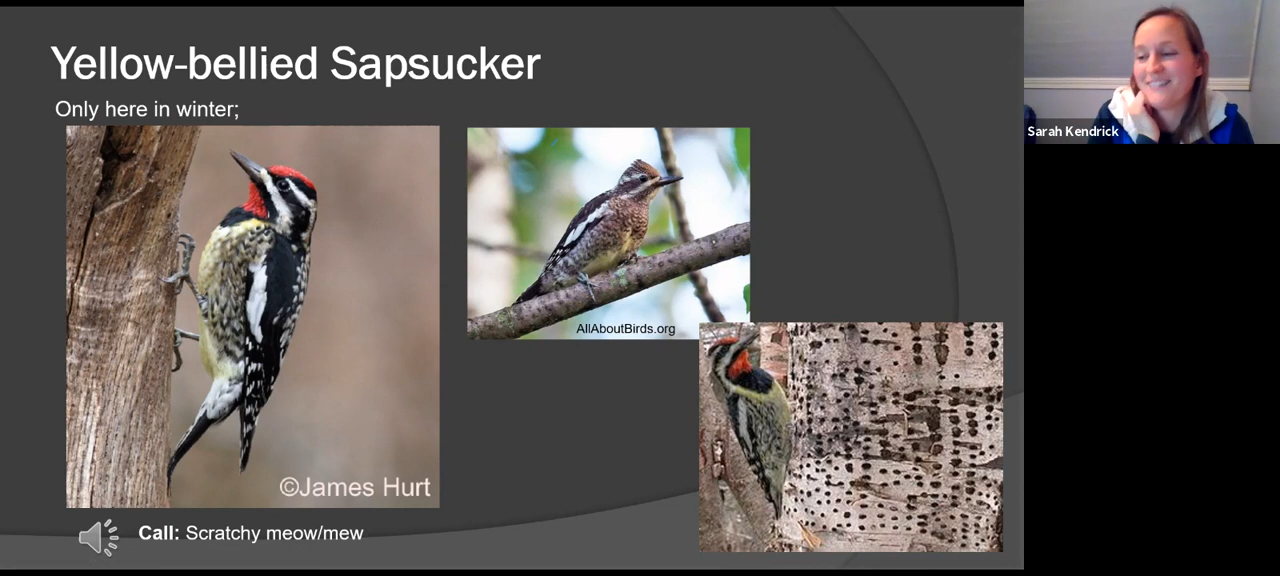 Yellow-bellied Sapsucker
Only here in winter;
AllAboutBirds.org
©James Hurt
Call: Scratchy meow/mew
Sarah Kendrick